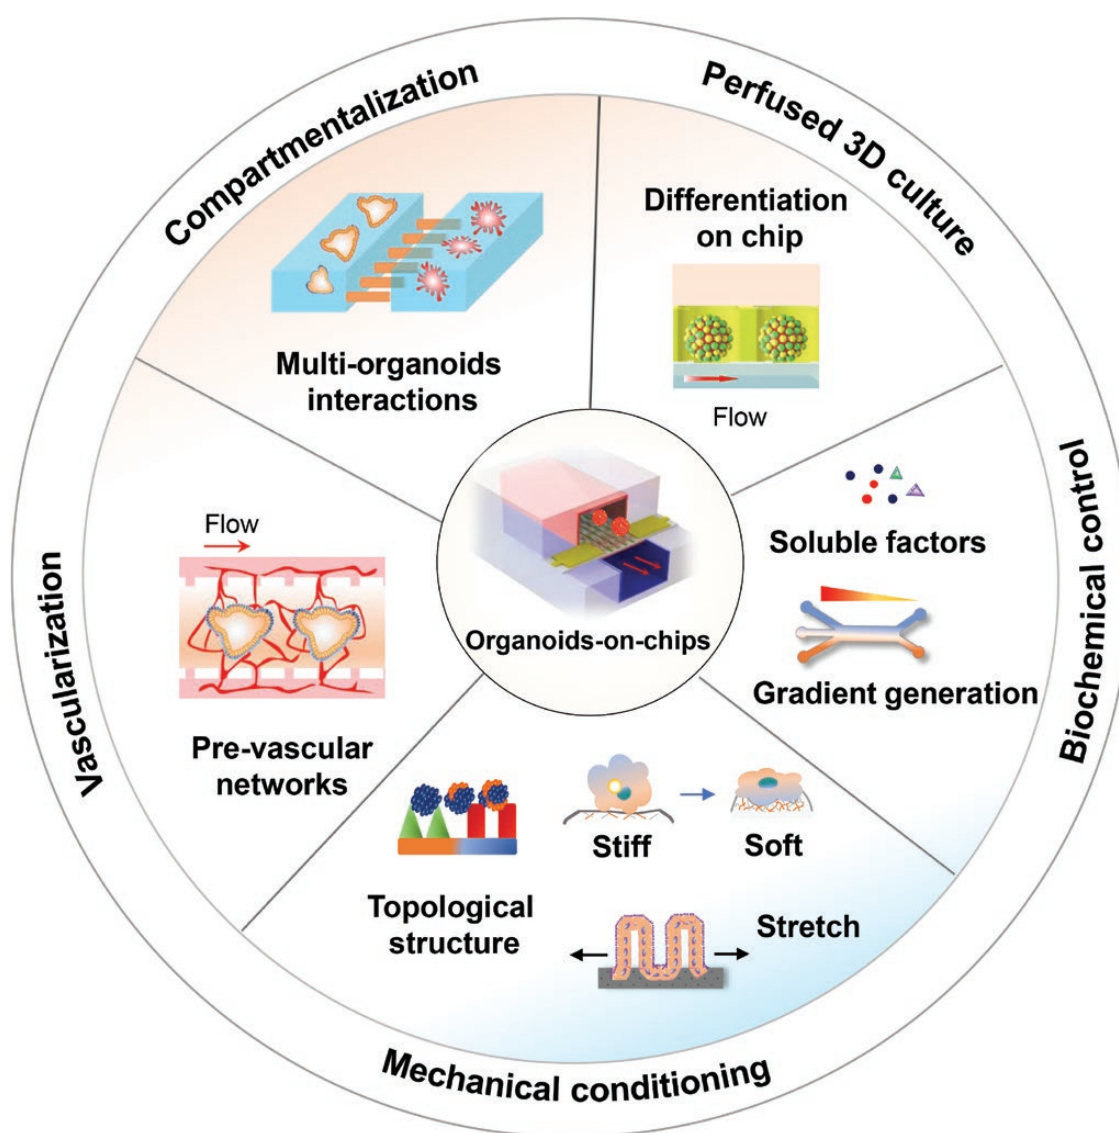 Compartmentalization
Perfused 3D culture
Differentiation
on chip
Flow
Multi-organoids
interactions
Biochemical control
Soluble factors
Gradient generation
Organoids-on-chips
Vascularization
Flow
Pre-vascular
networks
Stiff
Soft
Topological
structure
Stretch
Mechanical conditioning